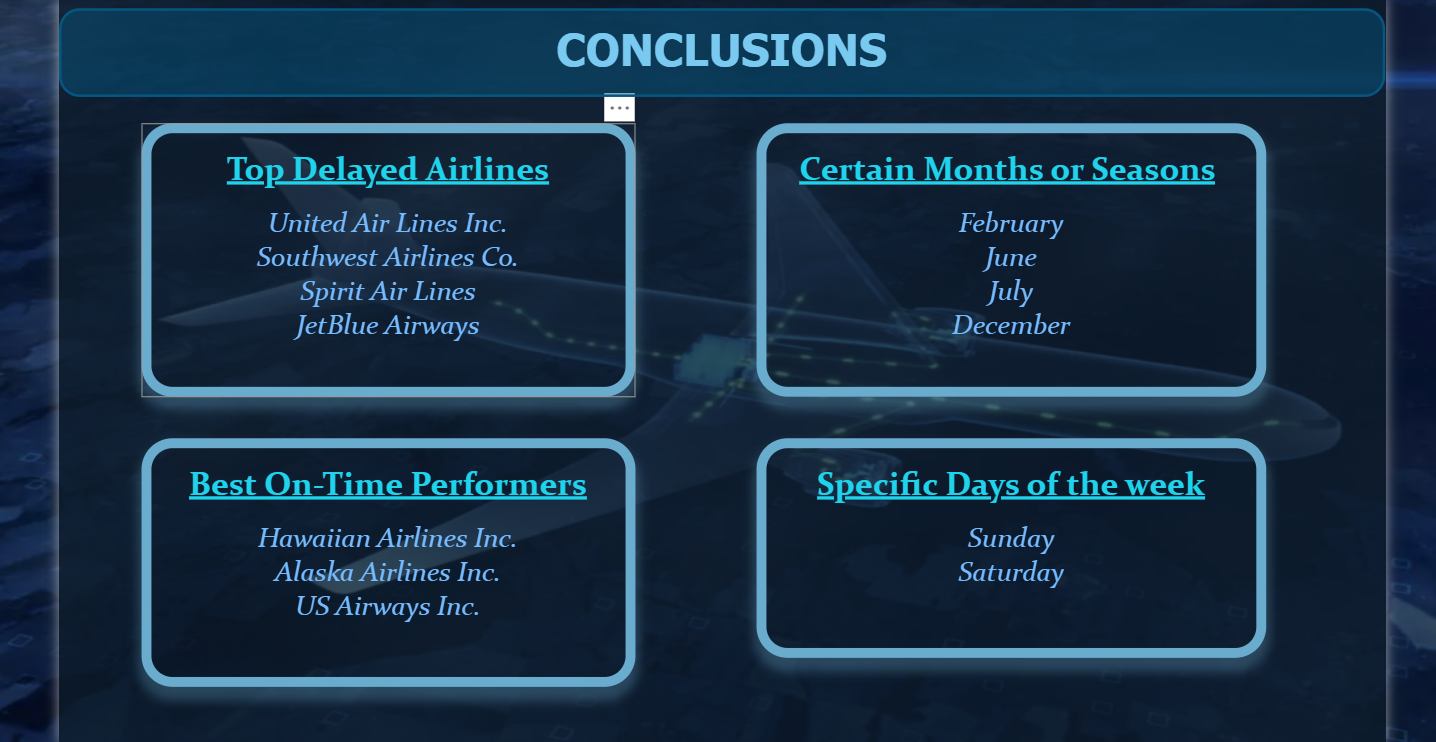 CONCLUSIONS
Top Delayed Airlines
United Air Lines Inc.
Southwest Airlines Co.
Spirit Air Lines
JetBlue Airways
Certain Months or Seasons
February
June
July
December
Best On-Time Performers
Hawaiian Airlines Inc.
Alaska Airlines Inc.
US Airways Inc.
Specific Days of the week
Sunday
Saturday